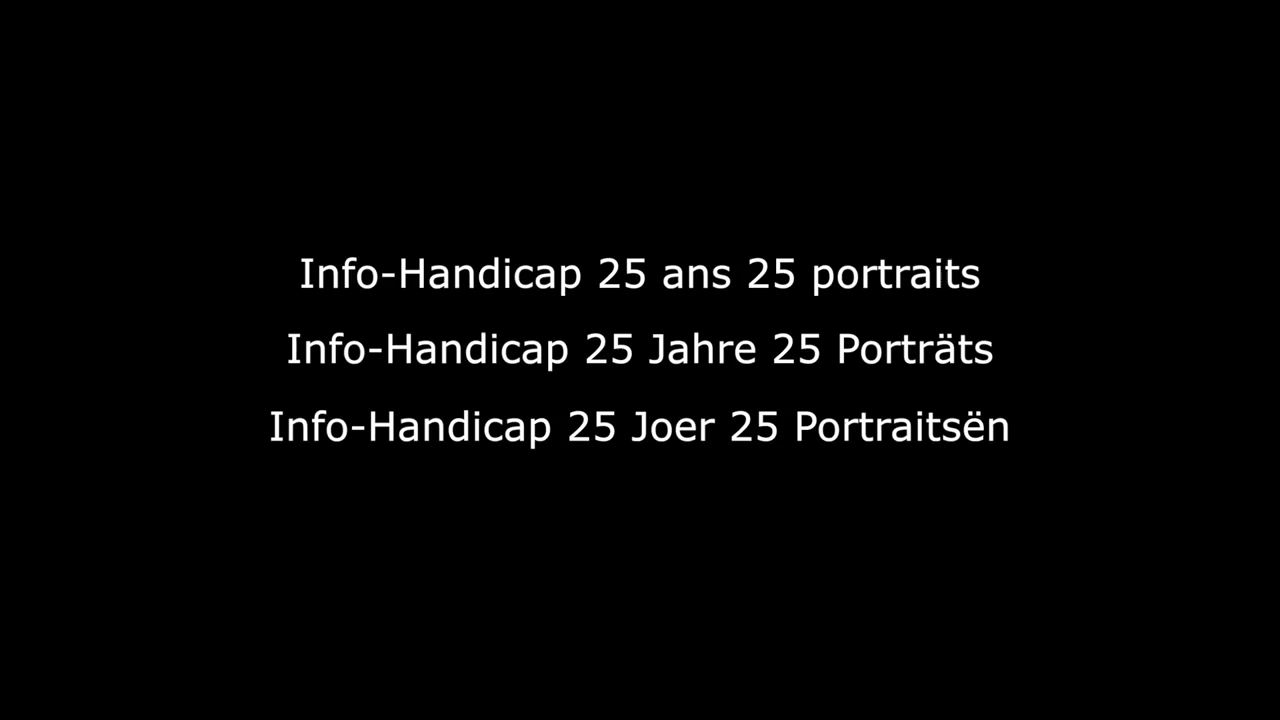 Info-Handicap 25 ans 25 portraits
Info-Handicap 25 Jahre 25 Porträts
Info-Handicap 25 Joer 25 Portraitsën